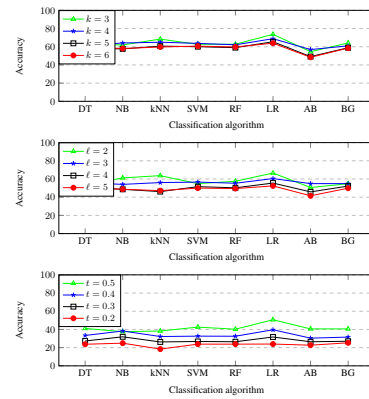 100
80
60
40
20
0
Accuracy
k = 3
k = 4
k = 5
k = 6
DT NB kNN SVM RF LR AB BG
Classification algorithm
100
80
60
40
20
0
Accuracy
ℓ = 2
ℓ = 3
ℓ = 4
ℓ = 5
DT NB kNN SVM RF LR AB BG
Classification algorithm
100
80
60
40
20
0
Accuracy
t = 0.5
t = 0.4
t = 0.3
t = 0.2
DT NB kNN SVM RF LR AB BG
Classification algorithm